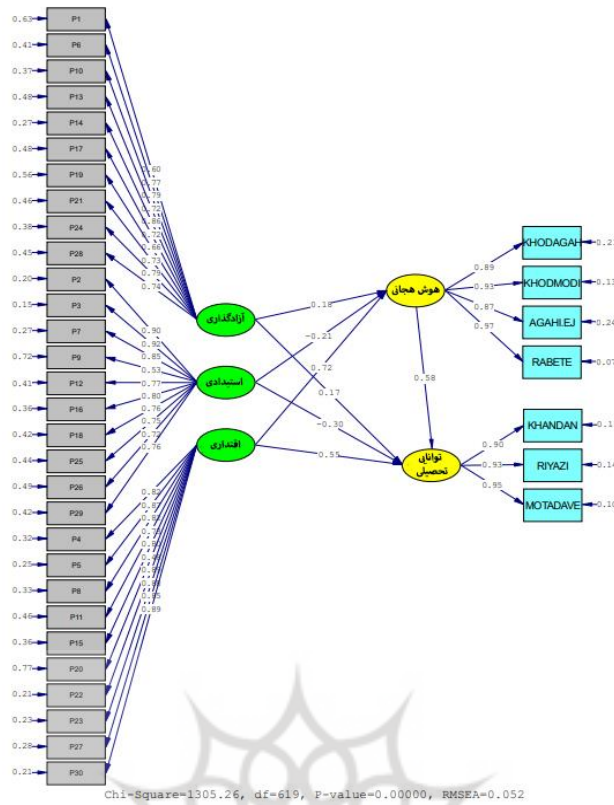 0.63 P1
0.41 P6
0.37 P10
0.48 P13
0.27 P14
0.48 P17
0.56 P19
0.46 P21
0.38 P24
0.45 P28
0.20 P2
0.15 P3
0.27 P7
0.72 P9
0.41 P12
0.36 P16
0.42 P18
0.44 P25
0.49 P26
0.42 P29
0.32 P4
0.25 P5
0.33 P8
0.46 P11
0.36 P15
0.77 P20
0.21 P22
0.23 P23
0.28 P27
0.21 P30
0.60
0.77
0.79
0.72
0.86
0.72
0.66
0.73
0.79
0.74
0.90
0.92
0.85
0.53
0.77
0.80
0.76
0.75
0.72
0.76
0.82
0.87
0.80
0.85
0.89
آزادگذاری
استبدادی
اقتداری
0.18
-0.21
0.72
0.17
-0.30
0.55
هوش هیجانی
0.58
توانایی
تحصیلی
0.89 KHODAGAH
0.93 KHODMODI
0.87 AGAHI.EJ 0.24
0.97 RABETE 0.07
0.90 KHANDAN
0.93 RIYAZI 0.14
0.95 MOTADAVE 0.10
Chi-Square=1305.26, df=619, P-value=0.00000, RMSEA=0.052